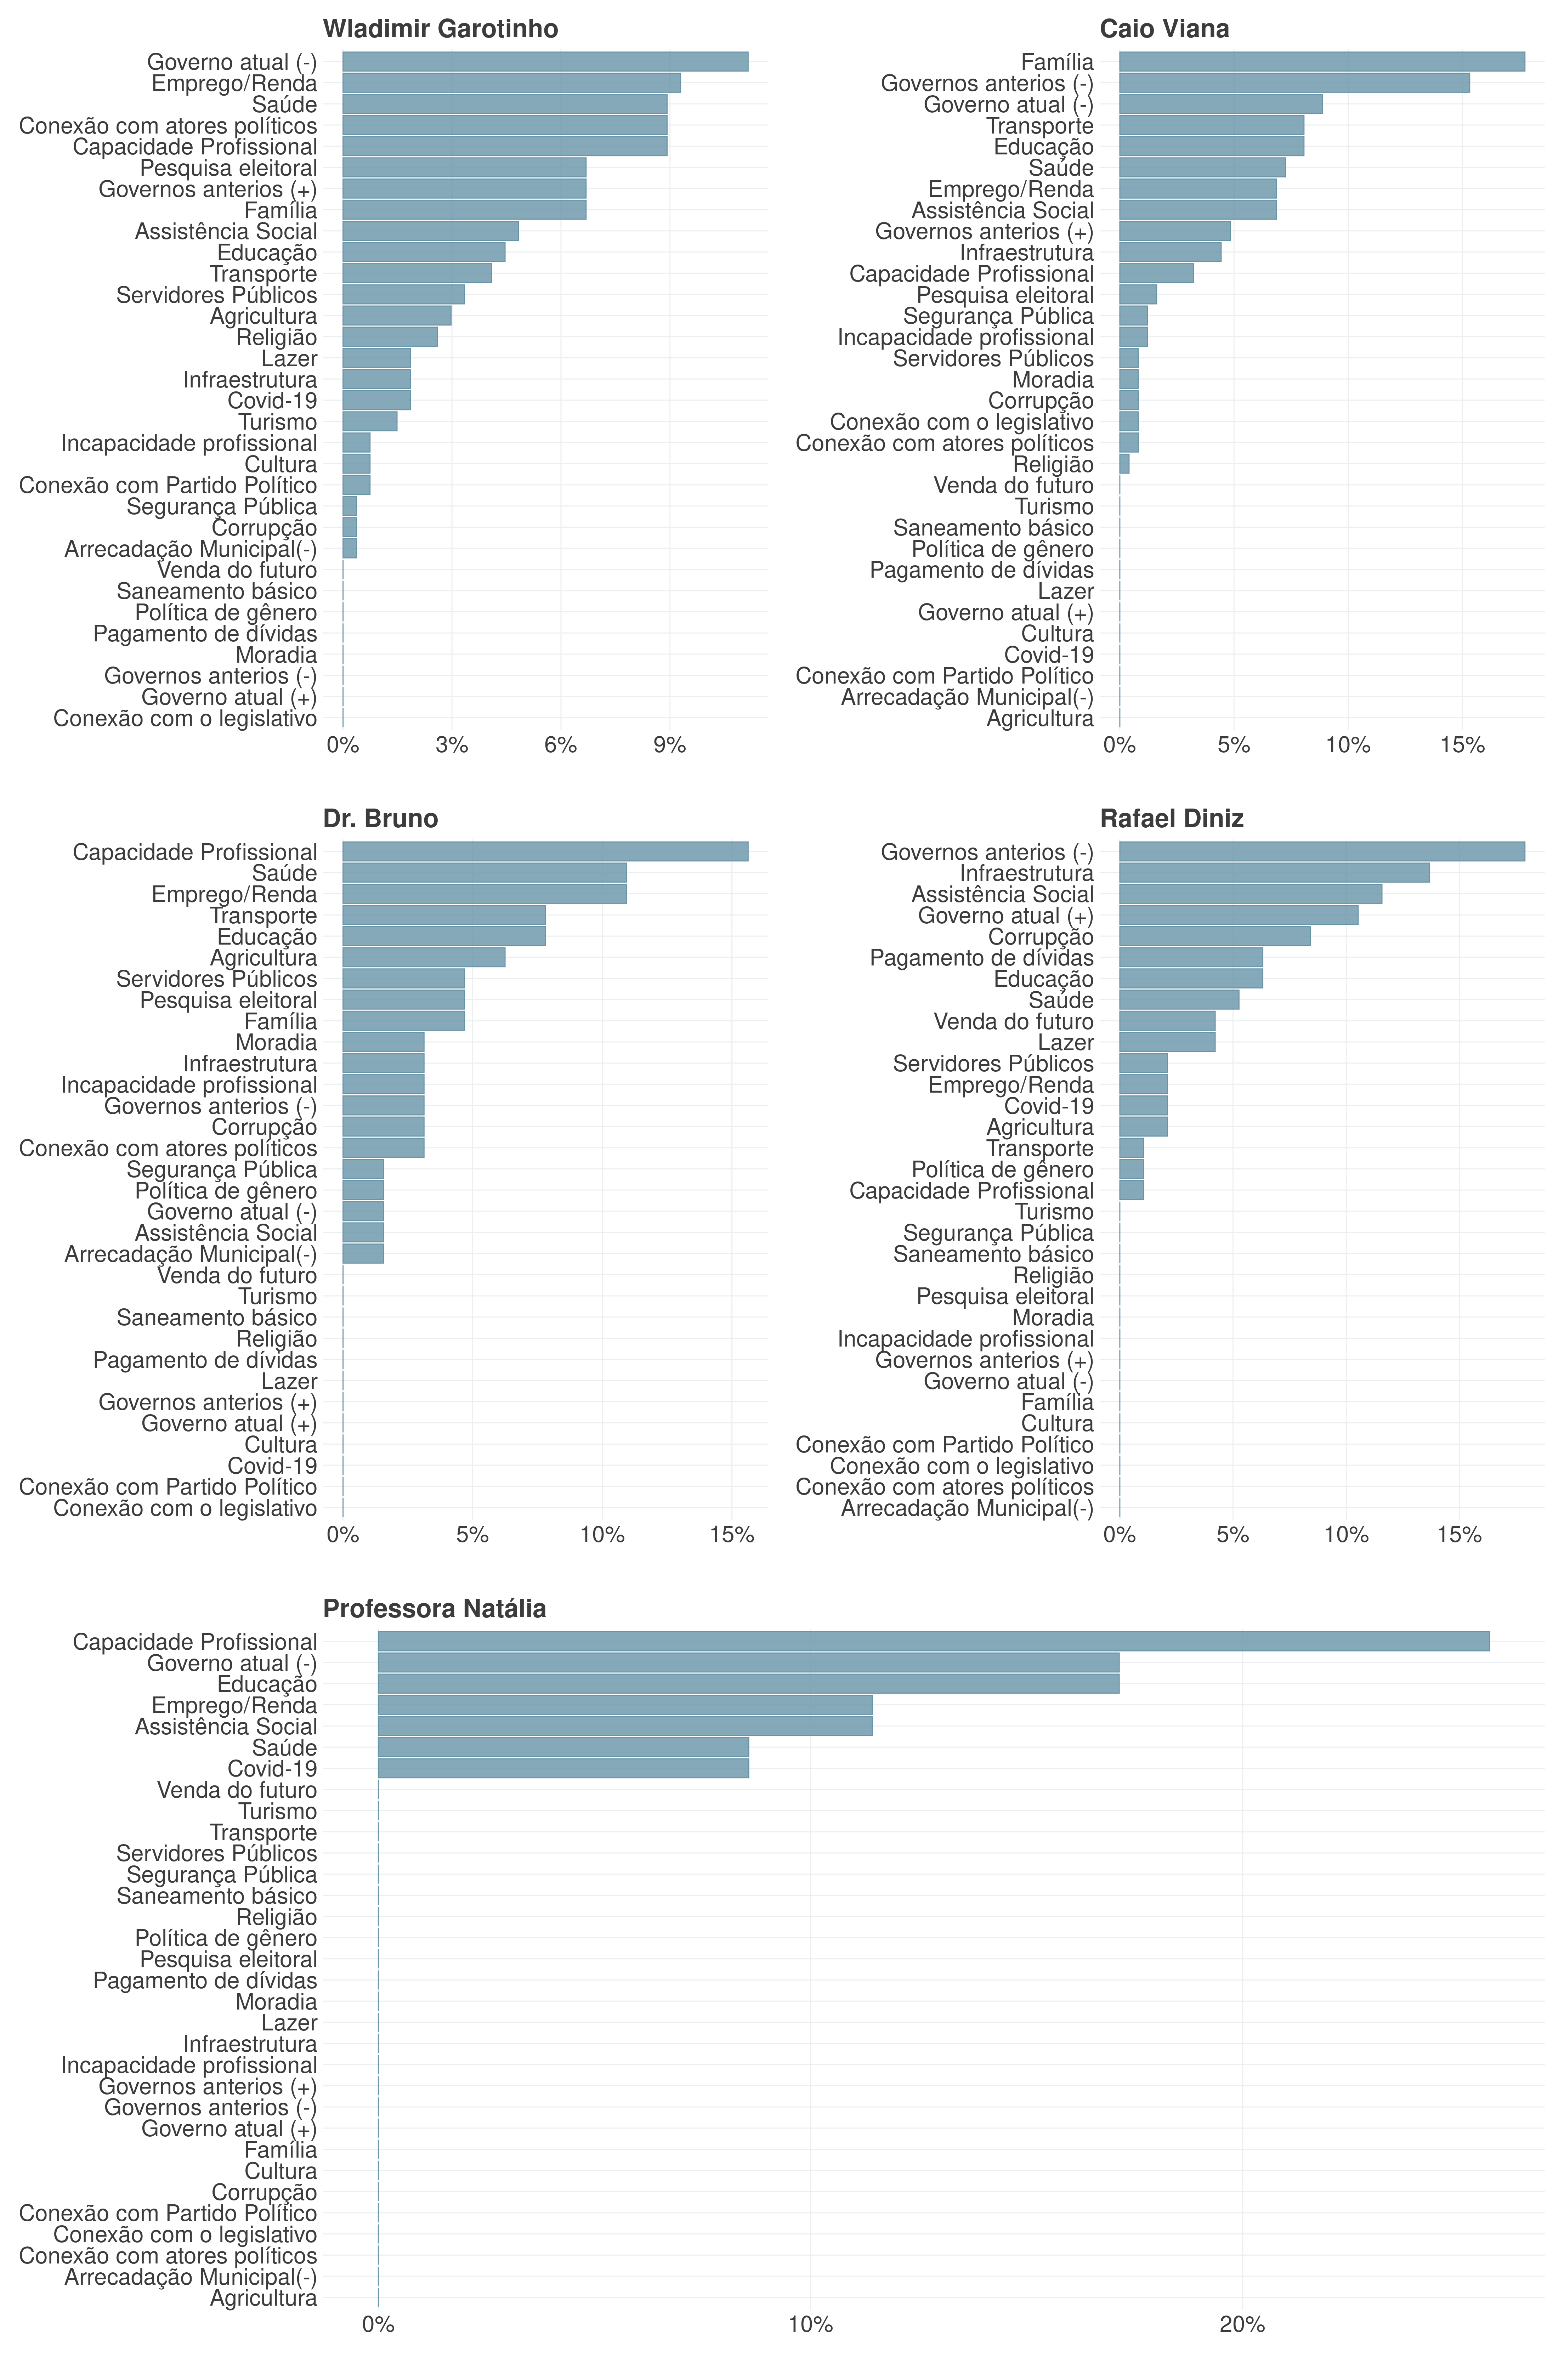 Wladimir Garotinho
Governo atual (-)
Emprego/Renda
Saúde
Conexão com atores políticos
Capacidade Profissional
Pesquisa eleitoral
Governos anterios (+)
Família
Assistência Social
Educação
Transporte
Servidores Públicos
Agricultura
Religião
Lazer
Infraestrutura
Covid-19
Turismo
Incapacidade profissional
Cultura
Conexão com Partido Político
Segurança Pública
Corrupção
Arrecadação Municipal(-)
Venda do futuro
Saneamento básico
Política de gênero
Pagamento de dívidas
Moradia
Governos anterios (-)
Governo atual (+)
Conexão com o legislativo
0% 3% 6% 9%
Caio Viana
Família
Governos anterios (-)
Governo atual (-)
Transporte
Educação
Saúde
Emprego/Renda
Assistência Social
Governos anterios (+)
Infraestrutura
Capacidade Profissional
Pesquisa eleitoral
Segurança Pública
Incapacidade profissional
Servidores Públicos
Moradia
Corrupção
Conexão com o legislativo
Conexão com atores políticos
Religião
Venda do futuro
Turismo
Saneamento básico
Política de gênero
Pagamento de dívidas
Lazer
Governo atual (+)
Cultura
Covid-19
Conexão com Partido Político
Arrecadação Municipal(-)
Agricultura
0% 5% 10% 15%
Dr. Bruno
Capacidade Profissional
Saúde
Emprego/Renda
Transporte
Educação
Agricultura
Servidores Públicos
Pesquisa eleitoral
Família
Moradia
Infraestrutura
Incapacidade profissional
Governos anterios (-)
Corrupção
Conexão com atores políticos
Segurança Pública
Política de gênero
Governo atual (-)
Assistência Social
Arrecadação Municipal(-)
Venda do futuro
Turismo
Saneamento básico
Religião
Pagamento de dívidas
Lazer
Governos anterios (+)
Governo atual (+)
Cultura
Covid-19
Conexão com Partido Político
Conexão com o legislativo
0% 5% 10% 15%
Rafael Diniz
Governos anterios (-)
Infraestrutura
Assistência Social
Governo atual (+)
Corrupção
Pagamento de dívidas
Educação
Saúde
Venda do futuro
Lazer
Servidores Públicos
Emprego/Renda
Covid-19
Agricultura
Transporte
Política de gênero
Capacidade Profissional
Turismo
Segurança Pública
Saneamento básico
Religião
Pesquisa eleitoral
Moradia
Incapacidade profissional
Governos anterios (+)
Governo atual (-)
Família
Cultura
Conexão com Partido Político
Conexão com o legislativo
Conexão com atores políticos
Arrecadação Municipal(-)
0% 5% 10% 15%
Professora Natália
Capacidade Profissional
Governo atual (-)
Educação
Emprego/Renda
Assistência Social
Saúde
Covid-19
Venda do futuro
Turismo
Transporte
Servidores Públicos
Segurança Pública
Saneamento básico
Religião
Política de gênero
Pesquisa eleitoral
Pagamento de dívidas
Moradia
Lazer
Infraestrutura
Incapacidade profissional
Governos anterios (+)
Governos anterios (-)
Governo atual (+)
Família
Cultura
Corrupção
Conexão com Partido Político
Conexão com o legislativo
Conexão com atores políticos
Arrecadação Municipal(-)
Agricultura
0% 10% 20%